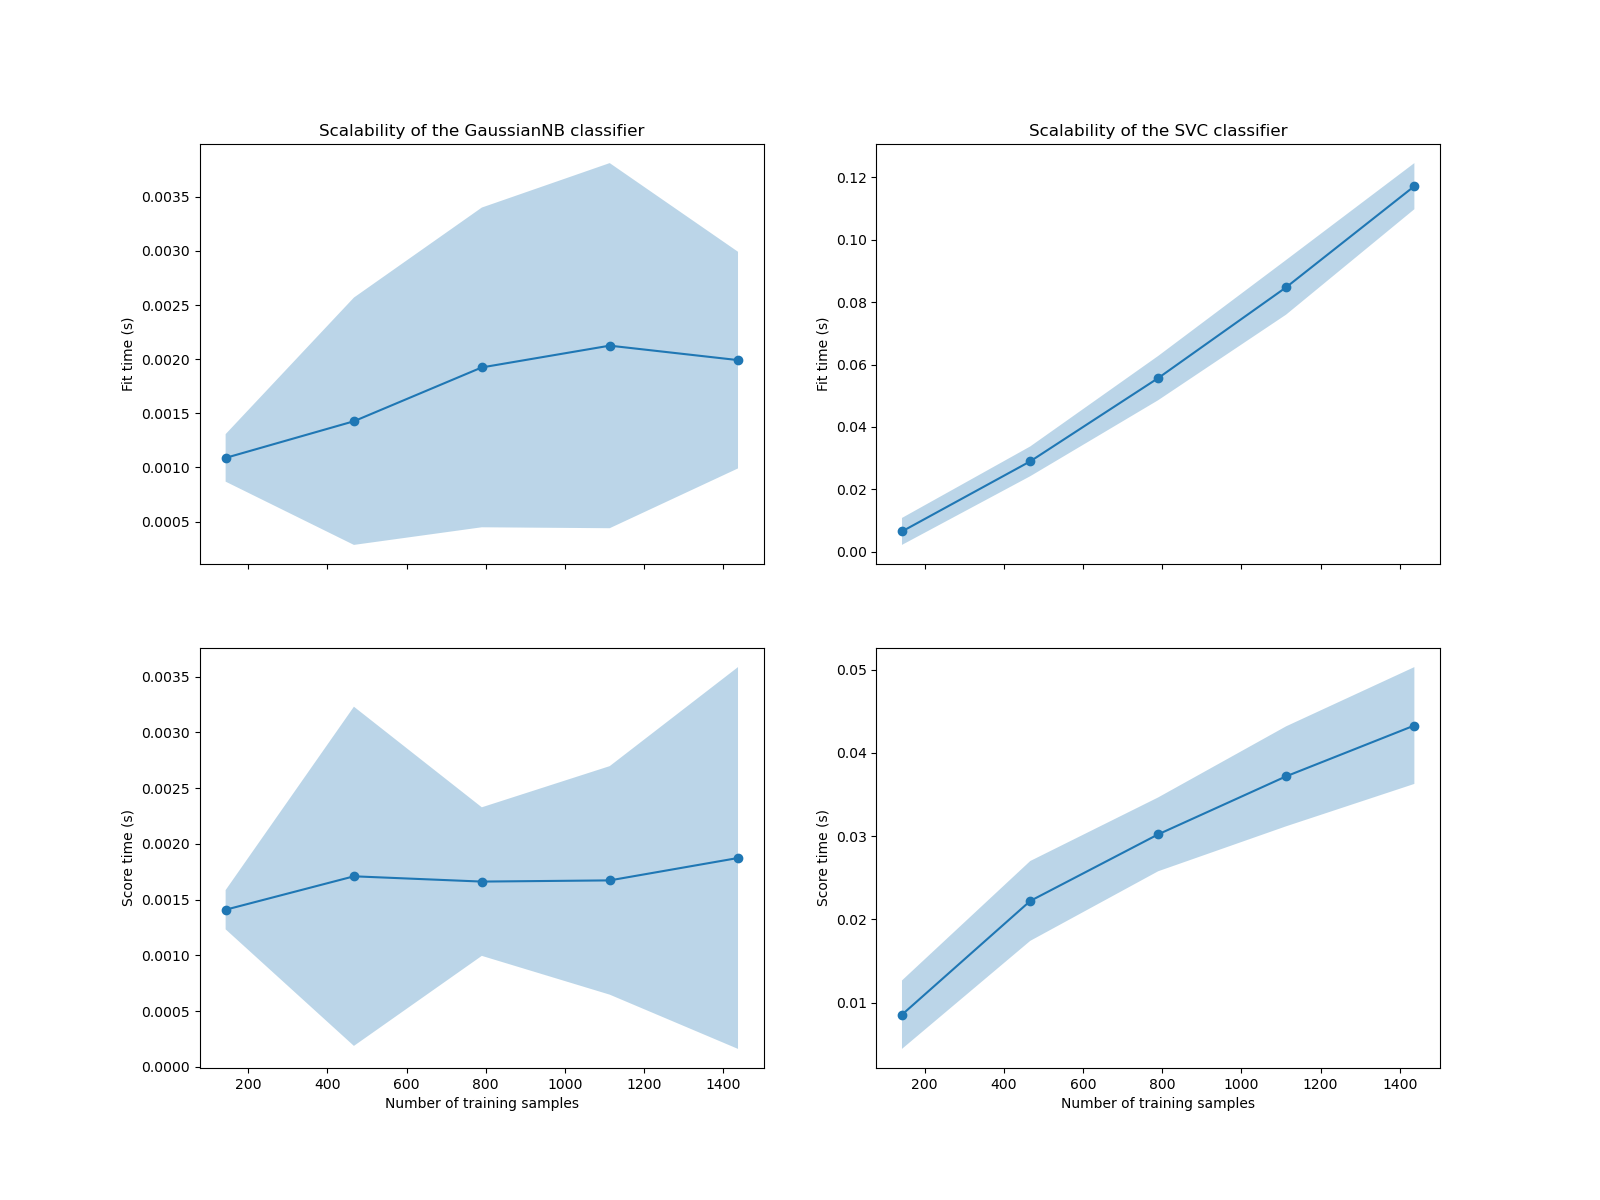 Scalability of the GaussianNB classifier
0.0035
0.0030
0.0025
0.0020
0.0015
0.0010
0.0005
Fit time (s)
Scalability of the SVC classifier
0.12
0.10
0.08
0.06
0.04
0.02
0.00
Fit time (s)
0.0035
0.0030
0.0025
0.0020
0.0015
0.0010
0.0005
0.0000
Score time (s)
200 400 600 800 1000 1200 1400
Number of training samples
0.05
0.04
0.03
0.02
0.01
Score time (s)
200 400 600 800 1000 1200 1400
Number of training samples